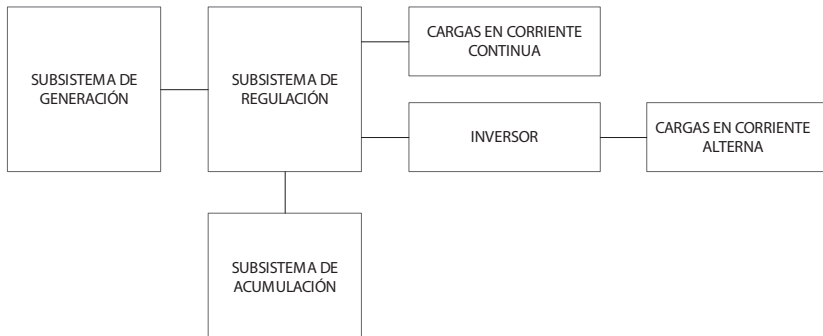 SUBSISTEMA DE
GENERACIÓN
SUBSISTEMA DE
REGULACIÓN
CARGAS EN CORRIENTE
CONTINUA
INVERSOR
CARGAS EN CORRIENTE
ALTERNA
SUBSISTEMA DE
ACUMULACIÓN